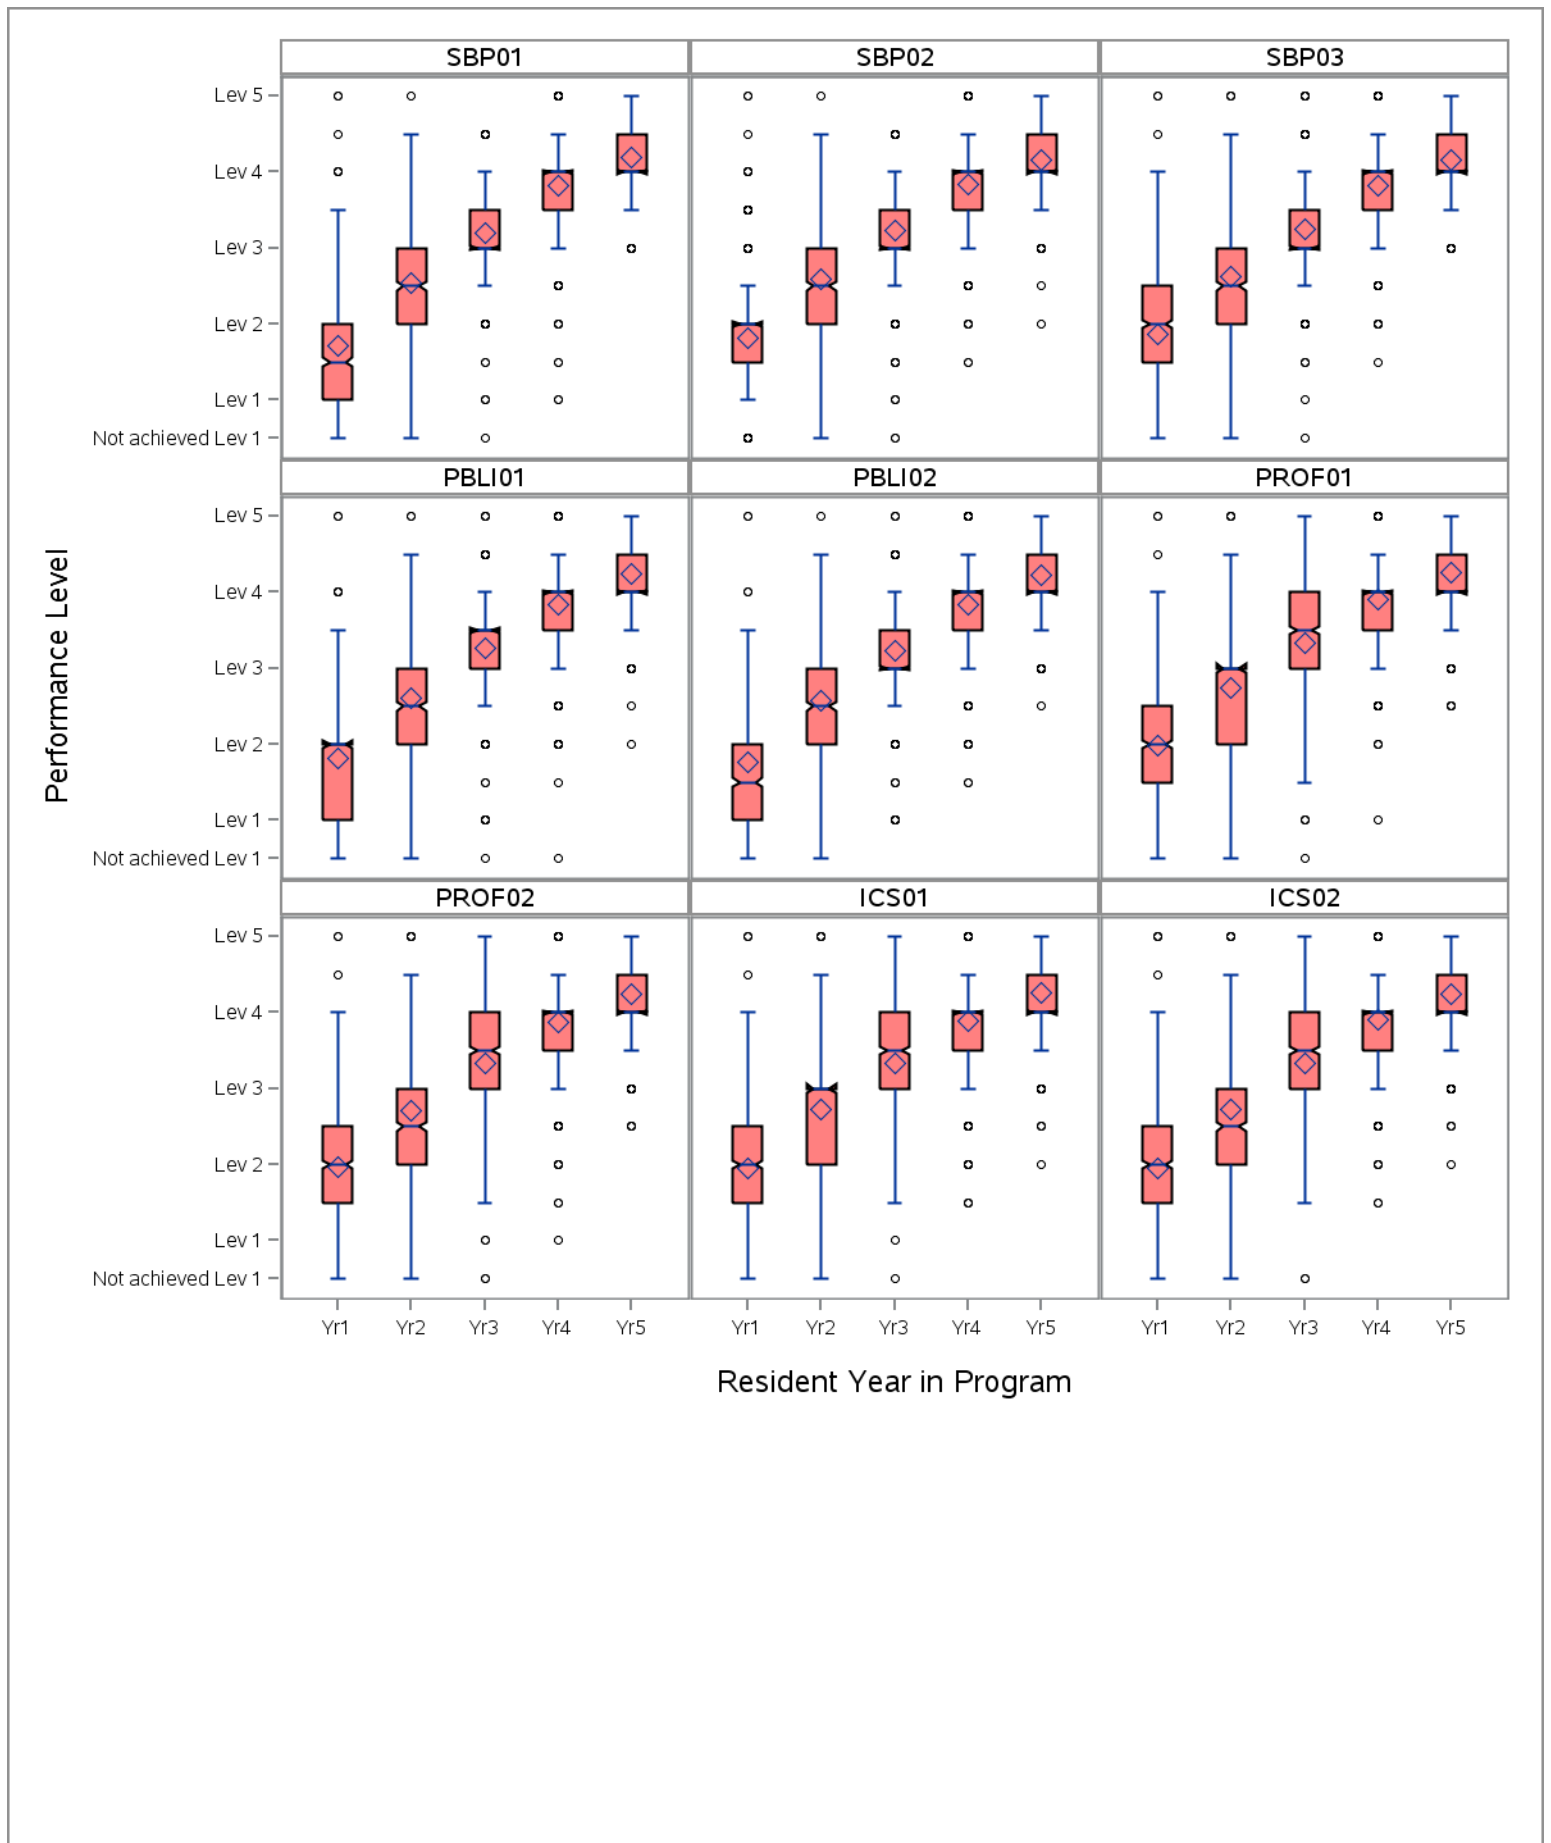 SBP01 SBP02 SBP03
Lev 5
Lev 4
Lev 3
Lev 2
Lev 1
Not achieved Lev 1
PBLI01 PBLI02 PROF01
Lev 5
Lev 4
Lev 3
Lev 2
Lev 1
Not achieved Lev 1
Performance Level
PROF02 ICS01 ICS02
Lev 5
Lev 4
Lev 3
Lev 2
Lev 1
Not achieved Lev 1
Yr1 Yr2 Yr3 Yr4 Yr5 Yr1 Yr2 Yr3 Yr4 Yr5 Yr1 Yr2 Yr3 Yr4 Yr5
Resident Year in Program